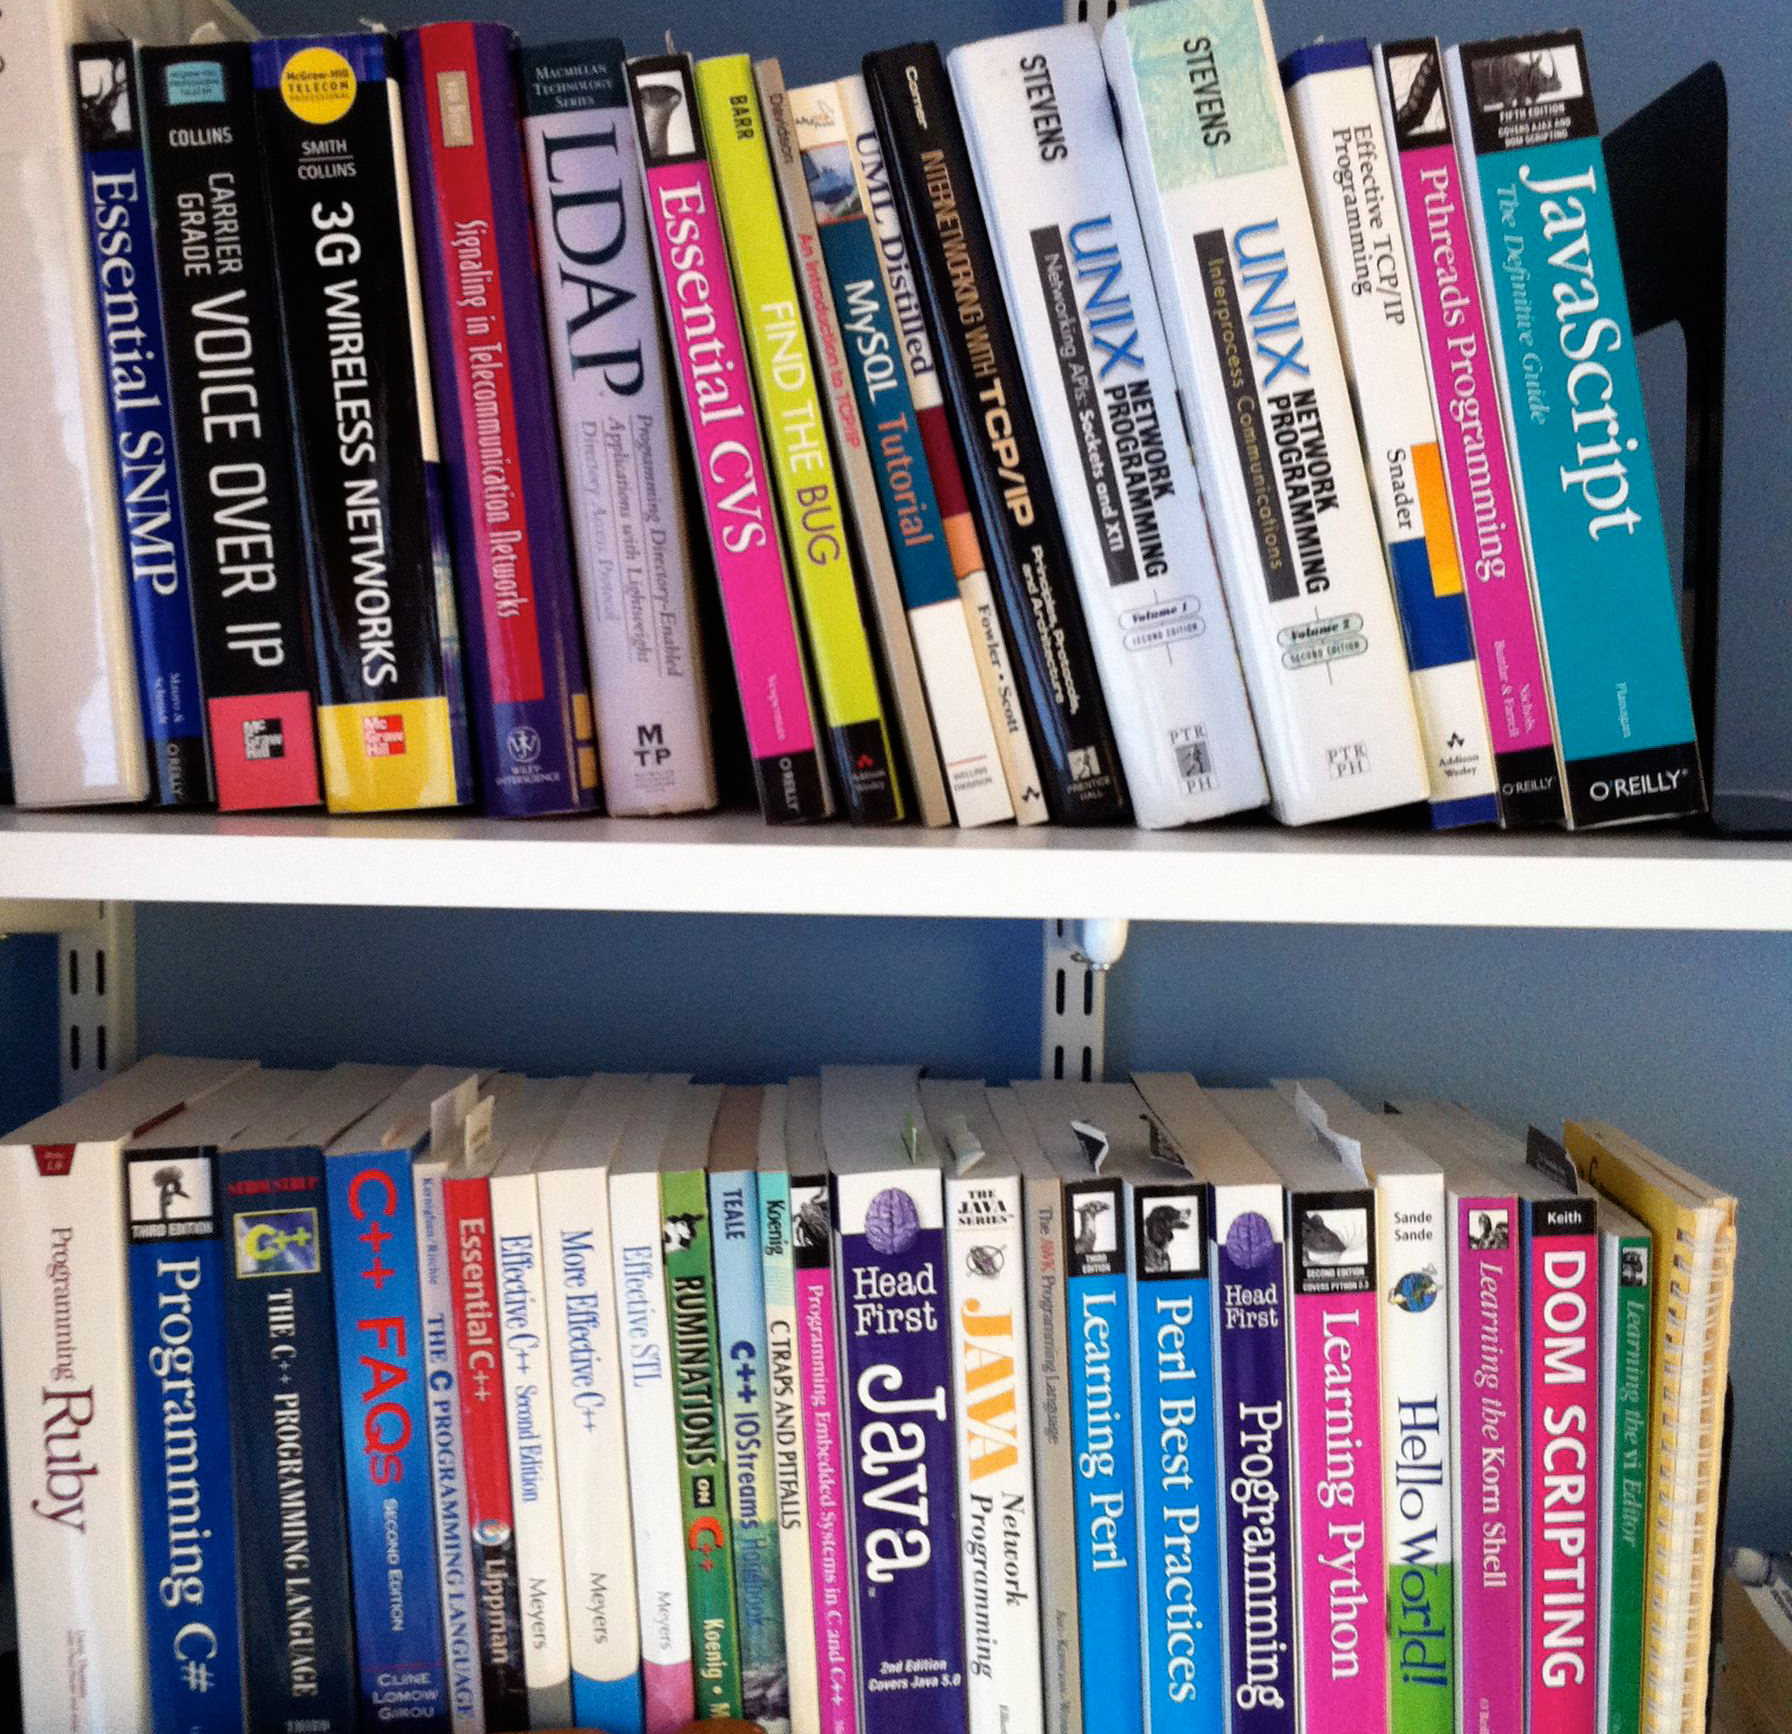 Essential SNMP
O'REILLY
COLLINS
CARRIER GRADE
VOICE OVER IP
McGraw-Hill
TELECOM
PROFESSIONAL
SMITH
COLLINS
3G WIRELESS NETWORKS
Signaling in Telecommunication Networks
WILEY-INTERSCIENCE
MACMILLAN
TECHNOLOGY
SERIES
LDAP
Programming Directory-Enabled
Applications with Lightweight
Directory Access Protocol
MTP
Essential CVS
O'REILLY
BARR
FIND THE BUG
Addison Wesley
Davidson
An Introduction to TCP/IP
MySQL Tutorial
WELLING
THOMSON
UML Distilled
Fowler • Scott
Comer
INTERNETWORKING WITH TCP/IP
Principles, Protocols,
and Architecture
PRENTICE HALL
STEVENS
UNIX NETWORK PROGRAMMING
Networking APIs: Sockets and XTI
Volume 1
SECOND EDITION
PTR
PH
STEVENS
UNIX NETWORK PROGRAMMING
Interprocess Communications
Volume 2
SECOND EDITION
PTR
PH
Effective TCP/IP
Programming
Snader
Addison
Wesley
Pthreads Programming
Nichols,
Buttlar & Farrell
O'REILLY
FIFTH EDITION
COVERS AJAX AND
DOM SCRIPTING
JavaScript
The Definitive Guide
Flanagan
O'REILLY
Programming
Ruby
THIRD EDITION
Programming C#
STROUSTRUP
C++
THE C++ PROGRAMMING LANGUAGE
C++ FAQS
SECOND EDITION
CLINE
LOMOW
GIROU
Kernighan/Ritchie
THE C PROGRAMMING LANGUAGE
Essential C++
Lippman
Effective C++ Second Edition
Meyers
More Effective C++
Meyers
Effective STL
Meyers
RUMINATIONS ON C++
Koenig •
TEALE
C++ IOStreams Handbook
Koenig
C TRAPS AND PITFALLS
Programming Embedded Systems in C and C++
Head
First
Java
2nd Edition
Covers Java 5.0
THE
JAVA
SERIES
JAVA
Network
Programming
The AWK Programming Language
THIRD
EDITION
Learning Perl
Perl Best Practices
Head
First
Programming
SECOND EDITION
COVERS PYTHON 2.3
Learning Python
Sande
Sande
Hello World!
Learning the Korn Shell
Keith
DOM SCRIPTING
Learning the vi Editor